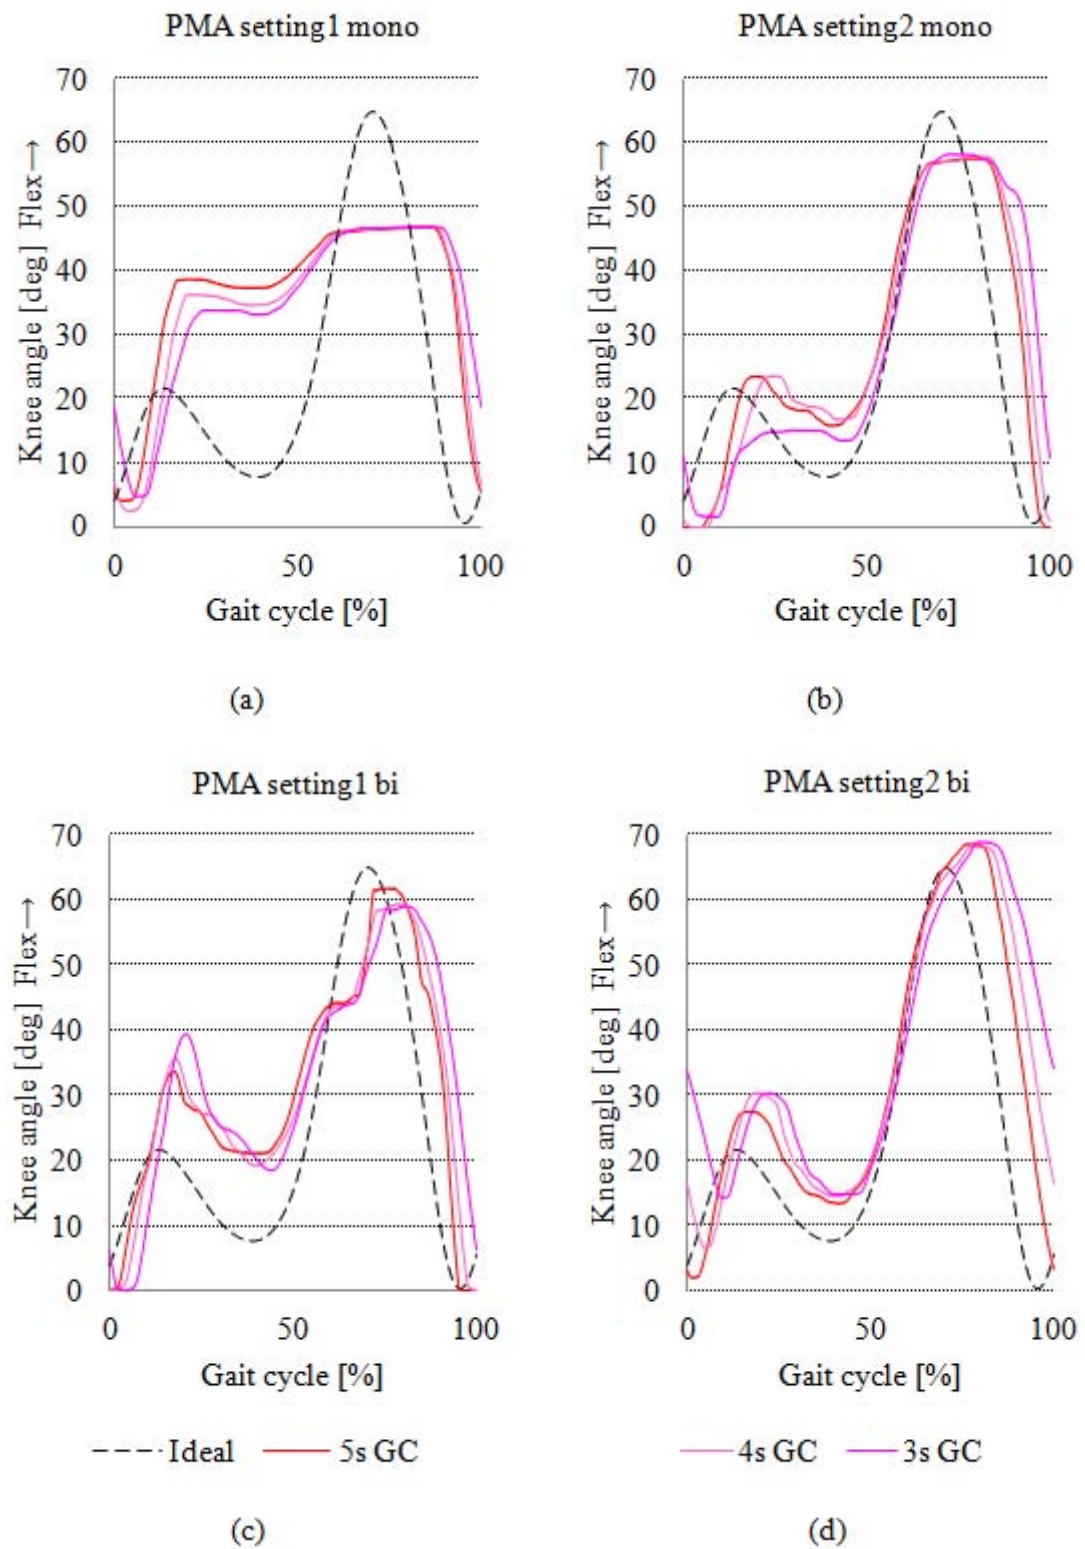 PMA setting1 mono
70
60
50
40
30
20
10
0
Knee angle [deg] Flex→
0 50 100
Gait cycle [%]
(a)
PMA setting2 mono
70
60
50
40
30
20
10
0
Knee angle [deg] Flex→
0 50 100
Gait cycle [%]
(b)
PMA setting1 bi
70
60
50
40
30
20
10
0
Knee angle [deg] Flex→
0 50 100
Gait cycle [%]
PMA setting2 bi
70
60
50
40
30
20
10
0
Knee angle [deg] Flex→
0 50 100
Gait cycle [%]
Ideal 5s GC 4s GC 3s GC
(c)
(d)